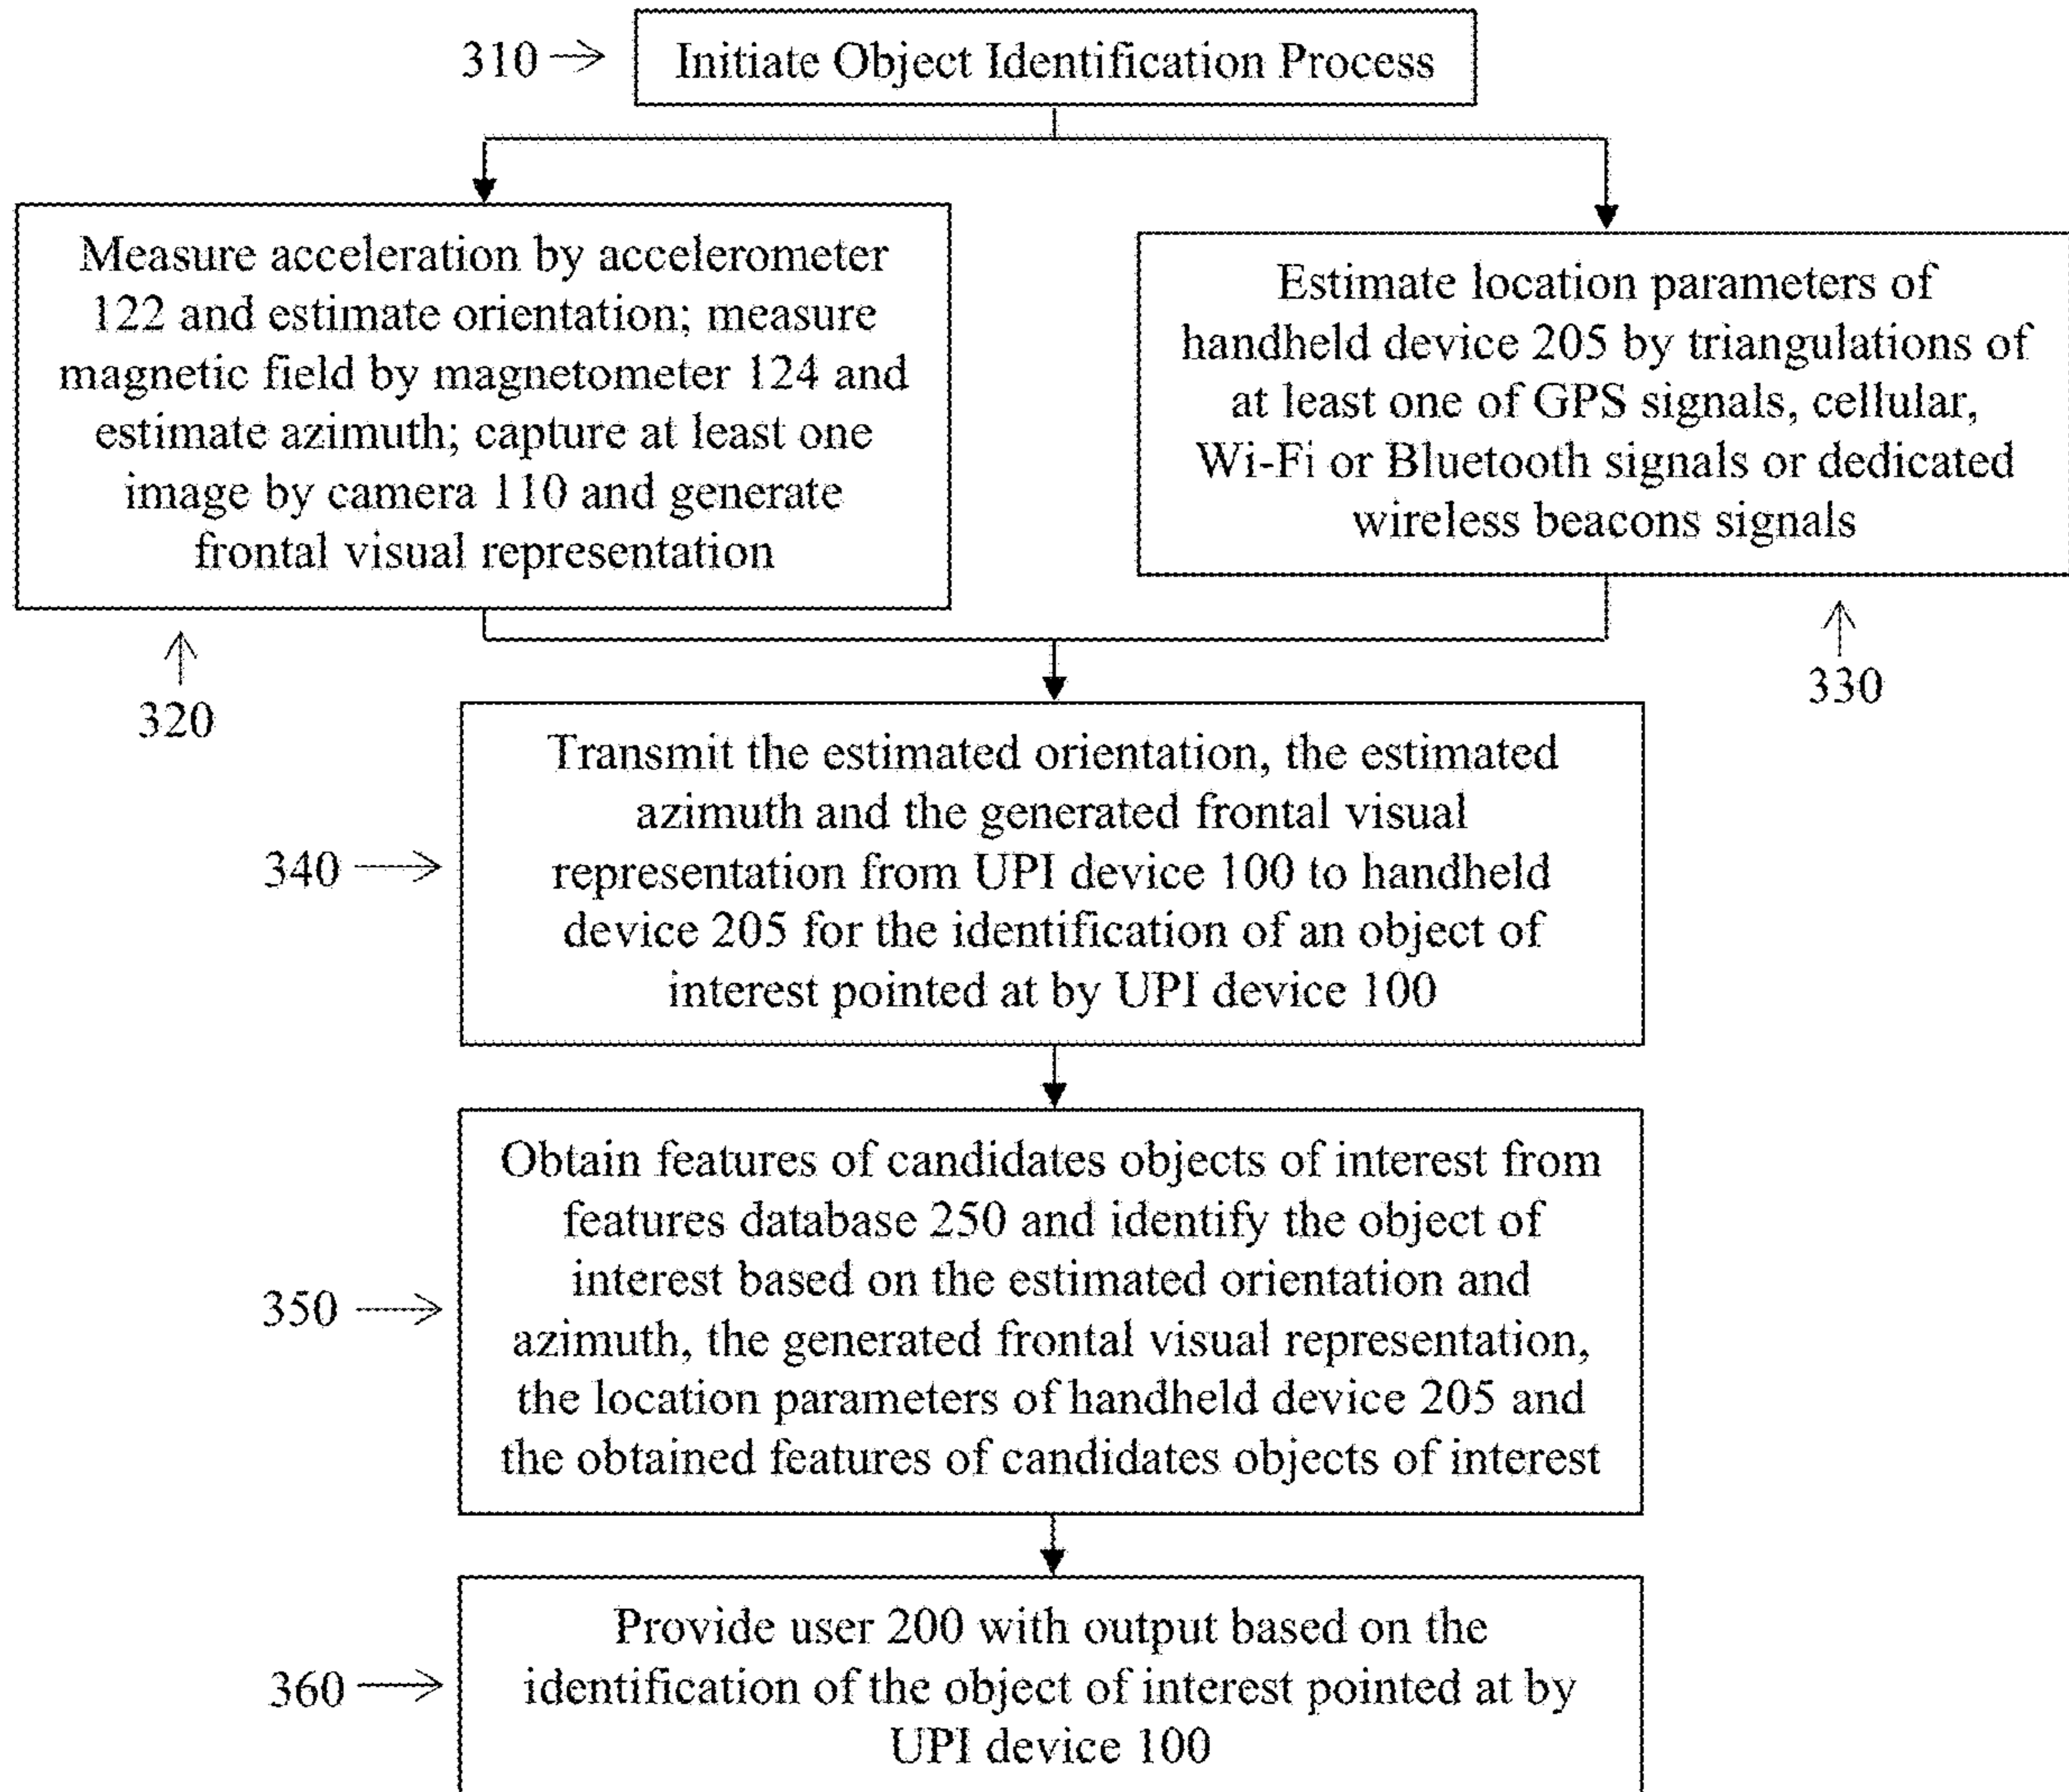 310
Initiate Object Identification Process
Measure acceleration by accelerometer
122 and estimate orientation; measure
magnetic field by magnetometer 124 and
estimate azimuth; capture at least one
image by camera 110 and generate
frontal visual representation
320
Estimate location parameters of
handheld device 205 by triangulations of
at least one of GPS signals, cellular,
Wi-Fi or Bluetooth signals or dedicated
wireless beacons signals
330
340
Transmit the estimated orientation, the estimated
azimuth and the generated frontal visual
representation from UPI device 100 to handheld
device 205 for the identification of an object of
interest pointed at by UPI device 100
350
Obtain features of candidates objects of interest from
features database 250 and identify the object of
interest based on the estimated orientation and
azimuth, the generated frontal visual representation,
the location parameters of handheld device 205 and
the obtained features of candidates objects of interest
360
Provide user 200 with output based on the
identification of the object of interest pointed at by
UPI device 100